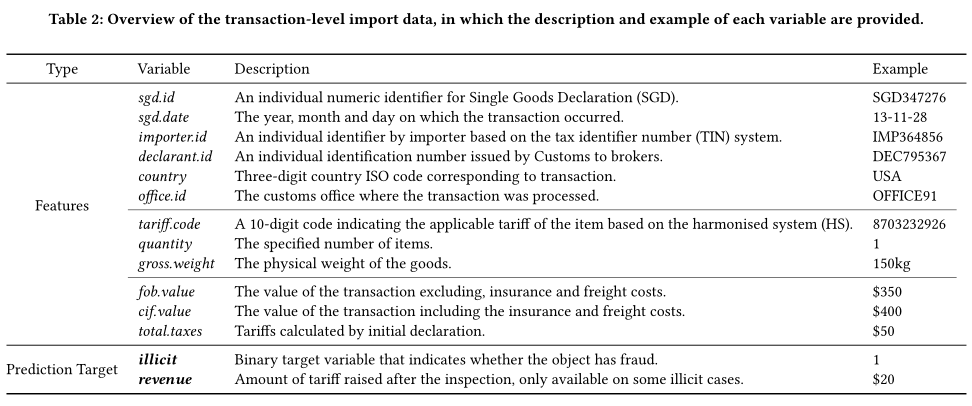 Table 2: Overview of the transaction-level import data, in which the description and example of each variable are provided.
Type Variable Description Example
sgd.id An individual numeric identifier for Single Goods Declaration (SGD). SGD347276
sgd.date The year, month and day on which the transaction occurred. 13-11-28
importer.id An individual identifier by importer based on the tax identifier number (TIN) system. IMP364856
declarant.id An individual identification number issued by Customs to brokers. DEC795367
country Three-digit country ISO code corresponding to transaction. USA
office.id The customs office where the transaction was processed. OFFICE91
Features
tariff.code A 10-digit code indicating the applicable tariff of the item based on the harmonised system (HS). 8703232926
quantity The specified number of items. 1
gross.weight The physical weight of the goods. 150kg
fob.value The value of the transaction excluding, insurance and freight costs. $350
cif.value The value of the transaction including the insurance and freight costs. $400
total.taxes Tariffs calculated by initial declaration. $50
Prediction Target
illicit Binary target variable that indicates whether the object has fraud. 1
revenue Amount of tariff raised after the inspection, only available on some illicit cases. $20